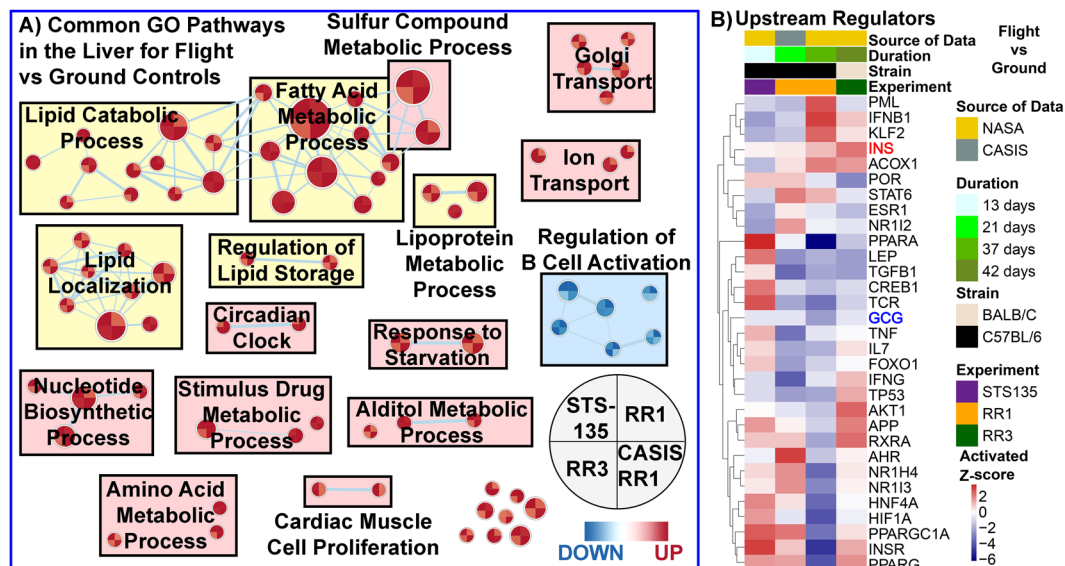 A) Common GO Pathways
in the Liver for Flight
vs Ground Controls
Sulfur Compound
Metabolic Process
Golgi
Transport
Lipid Catabolic
Process
Fatty Acid
Metabolic
Process
Ion
Transport
Lipid
Localization
Regulation of
Lipid Storage
Lipoprotein
Metabolic
Process
Regulation of
B Cell Activation
Circadian
Clock
Response to
Starvation
Nucleotide
Biosynthetic
Process
Stimulus Drug
Metabolic
Process
Alditol Metabolic
Process
STS-
135
RR1
RR3
CASIS
RR1
Amino Acid
Metabolic
Process
Cardiac Muscle
Cell Proliferation
DOWN
UP
B) Upstream Regulators
Source of Data
Duration
Strain
Experiment
PML
IFNB1
KLF2
INS
ACOX1
POR
STAT6
ESR1
NR1I2
PPARA
LEP
TGFB1
CREB1
TCR
GCG
TNF
IL7
FOXO1
IFNG
TP53
AKT1
APP
RXRA
AHR
NR1H4
NR1I3
HNF4A
HIF1A
PPARGC1A
INSR
PPARG
Flight
vs
Ground
Source of Data
NASA
CASIS
Duration
13 days
21 days
37 days
42 days
Strain
BALB/C
C57BL/6
Experiment
STS135
RR1
RR3
Activated
Z-score
2
0
−2
−4
−6